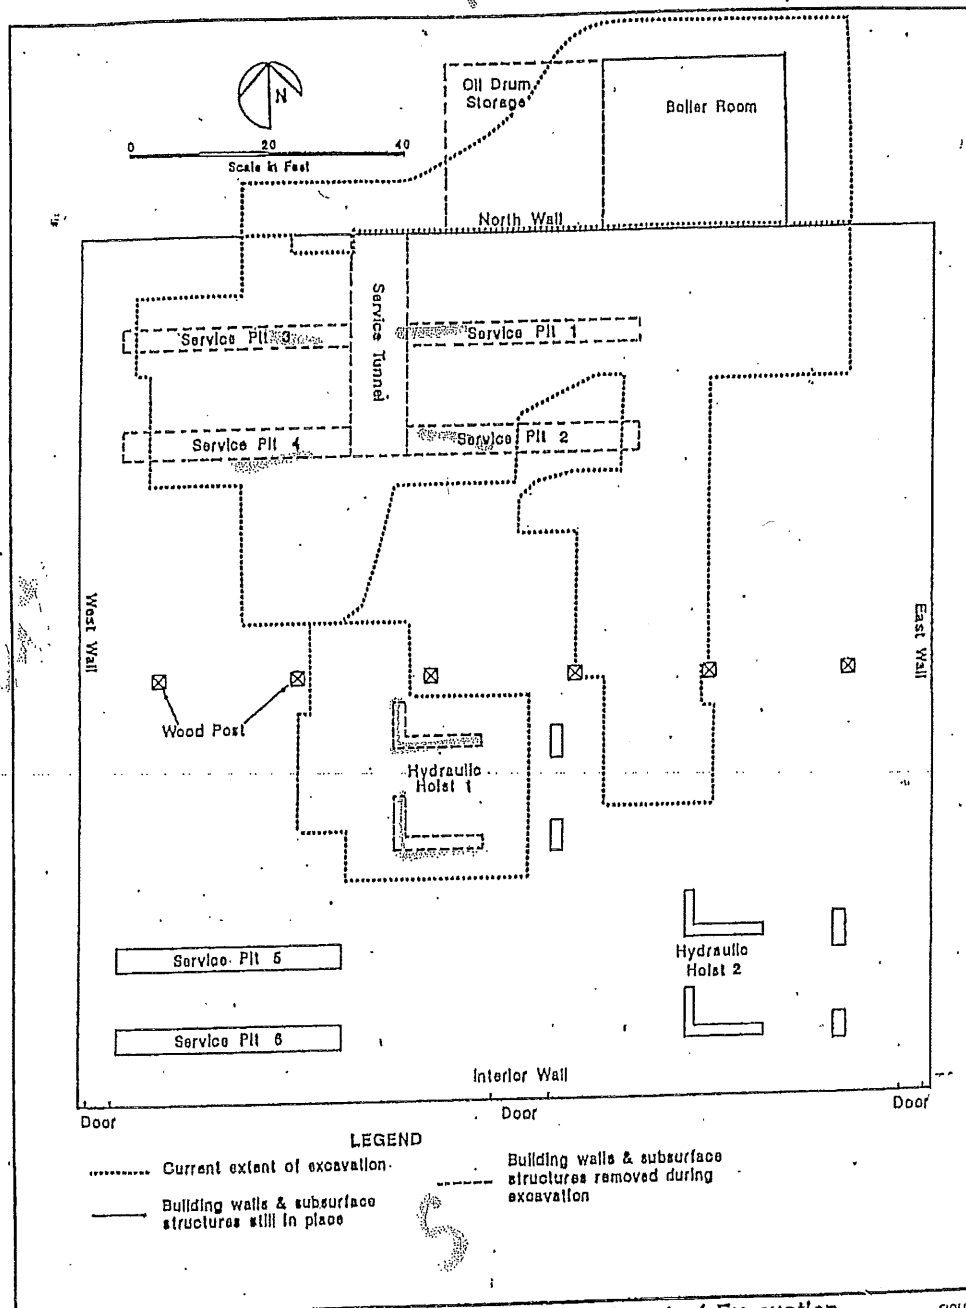 N
0 20 40
Scale in Feet
Oil Drum
Storage
Boiler Room
North Wall
Service Tunnel
Service Pit 3
Service Pit 1
Service Pit 4
Service Pit 2
West Wall
East Wall
Wood Post
Hydraulic
Hoist 1
Service Pit 5
Hydraulic
Hoist 2
Service Pit 6
Interior Wall
Door
Door
Door
LEGEND
Current extent of excavation
Building walls & subsurface
structures removed during
excavation
Building walls & subsurface
structures still in place
5